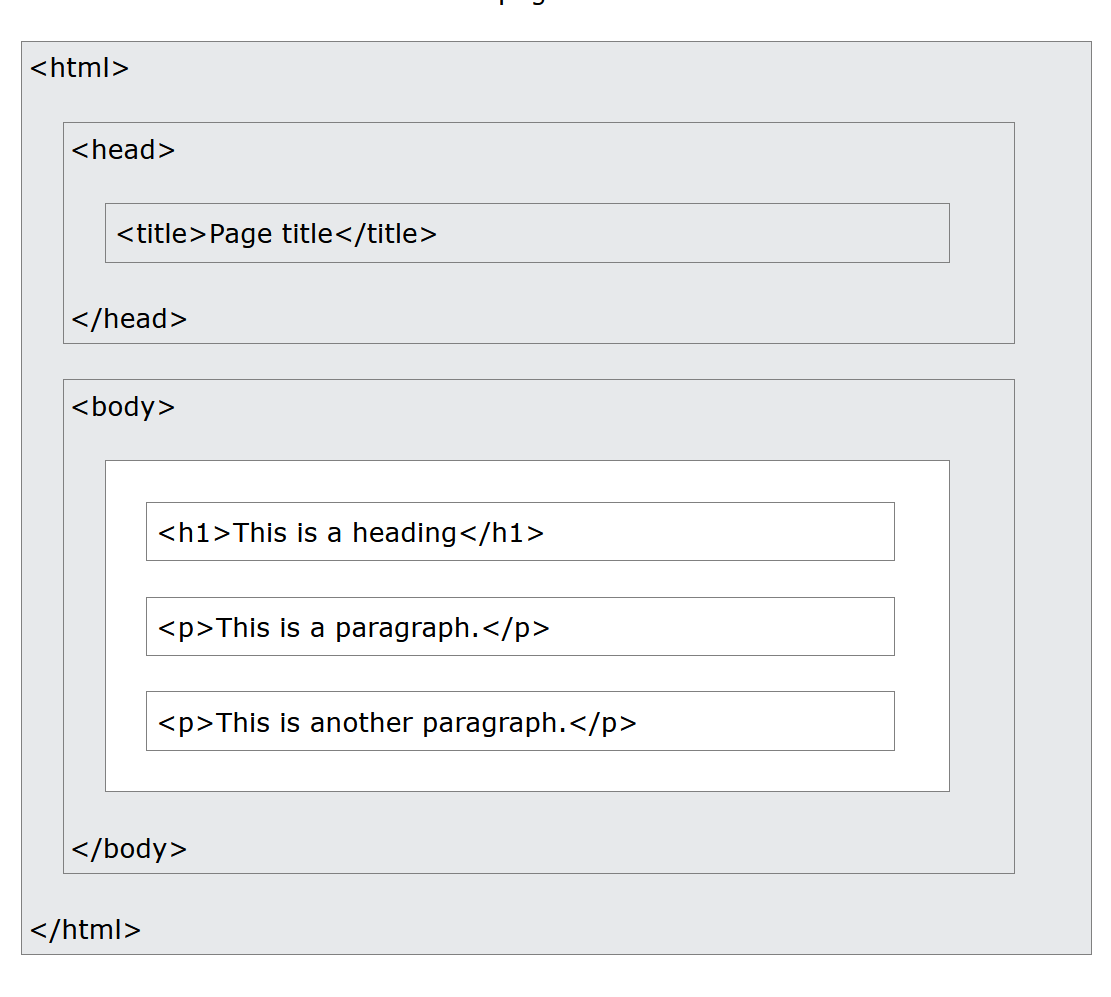 <html>
<head>
<title>Page title</title>
</head>
<body>
<h1>This is a heading</h1>
<p>This is a paragraph.</p>
<p>This is another paragraph.</p>
</body>
</html>